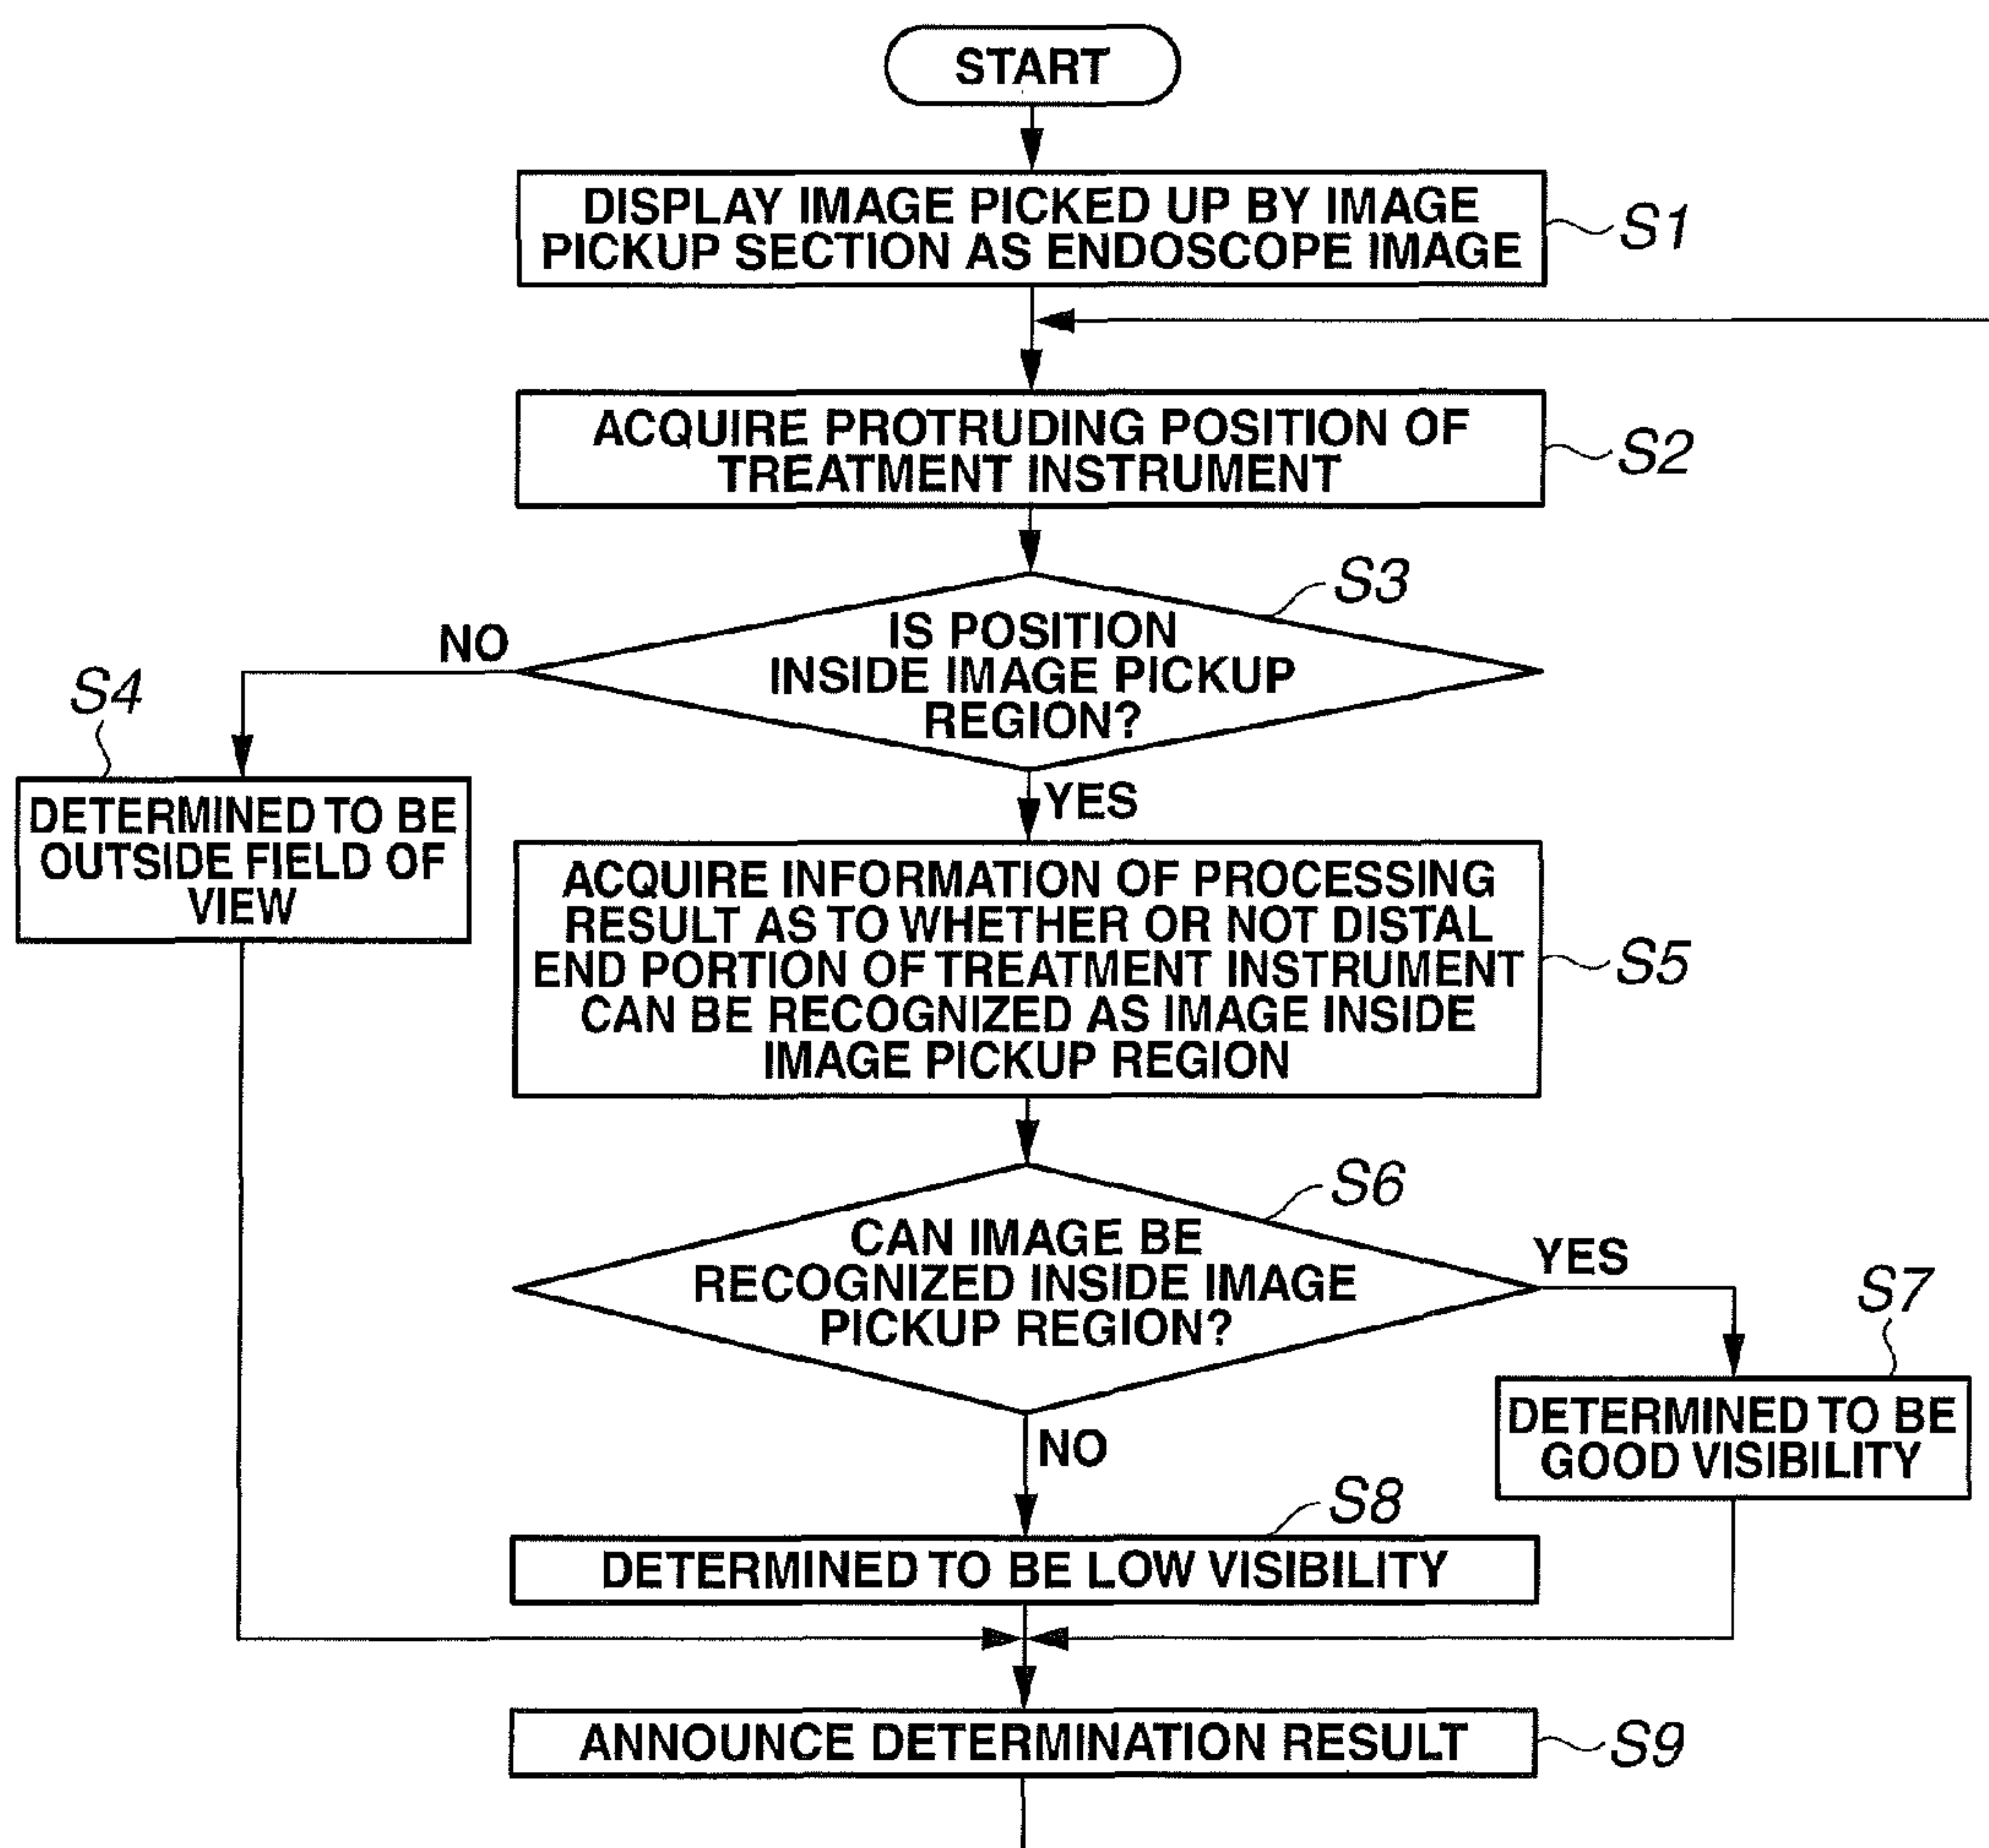 START
DISPLAY IMAGE PICKED UP BY IMAGE
PICKUP SECTION AS ENDOSCOPE IMAGE
S1
ACQUIRE PROTRUDING POSITION OF
TREATMENT INSTRUMENT
S2
S3
IS POSITION
INSIDE IMAGE PICKUP
REGION?
NO
S4
DETERMINED TO BE
OUTSIDE FIELD OF
VIEW
YES
ACQUIRE INFORMATION OF PROCESSING
RESULT AS TO WHETHER OR NOT DISTAL
END PORTION OF TREATMENT INSTRUMENT
CAN BE RECOGNIZED AS IMAGE INSIDE
IMAGE PICKUP REGION
S5
S6
CAN IMAGE BE
RECOGNIZED INSIDE IMAGE
PICKUP REGION?
YES
S7
DETERMINED TO BE
GOOD VISIBILITY
NO
S8
DETERMINED TO BE LOW VISIBILITY
ANNOUNCE DETERMINATION RESULT
S9